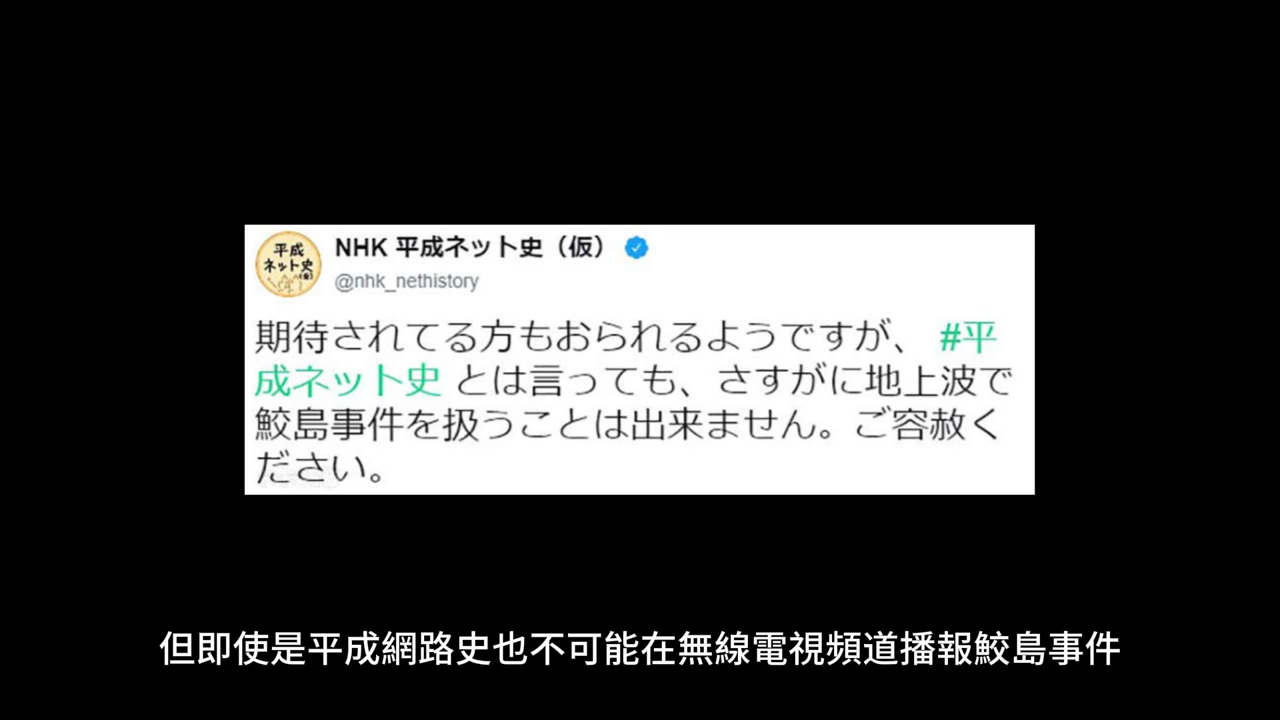 平成
ネット史
(仮)
NHK 平成ネット史（仮）
@nhk_nethistory
期待されてる方もおられるようですが、 #平
成ネット史 とは言っても、さすがに地上波で
鮫島事件を扱うことは出来ません。ご容赦く
ださい。
但即使是平成網路史也不可能在無線電視頻道播報鮫島事件